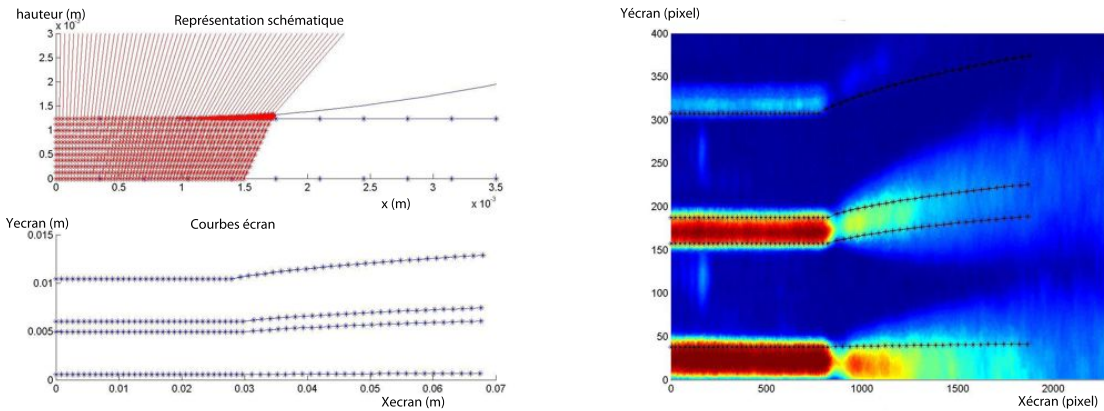 hauteur (m)
x 10⁻³
Représentation schématique
3
2.5
2
1.5
1
0.5
0
0 0.5 1 1.5 2 2.5 3 3.5
x (m)
x 10⁻³
Yecran (m)
Courbes écran
0.015
0.01
0.005
0
0 0.01 0.02 0.03 0.04 0.05 0.06 0.07
Xecran (m)
Yécran (pixel)
400
350
300
250
200
150
100
50
0
0 500 1000 1500 2000
Xécran (pixel)